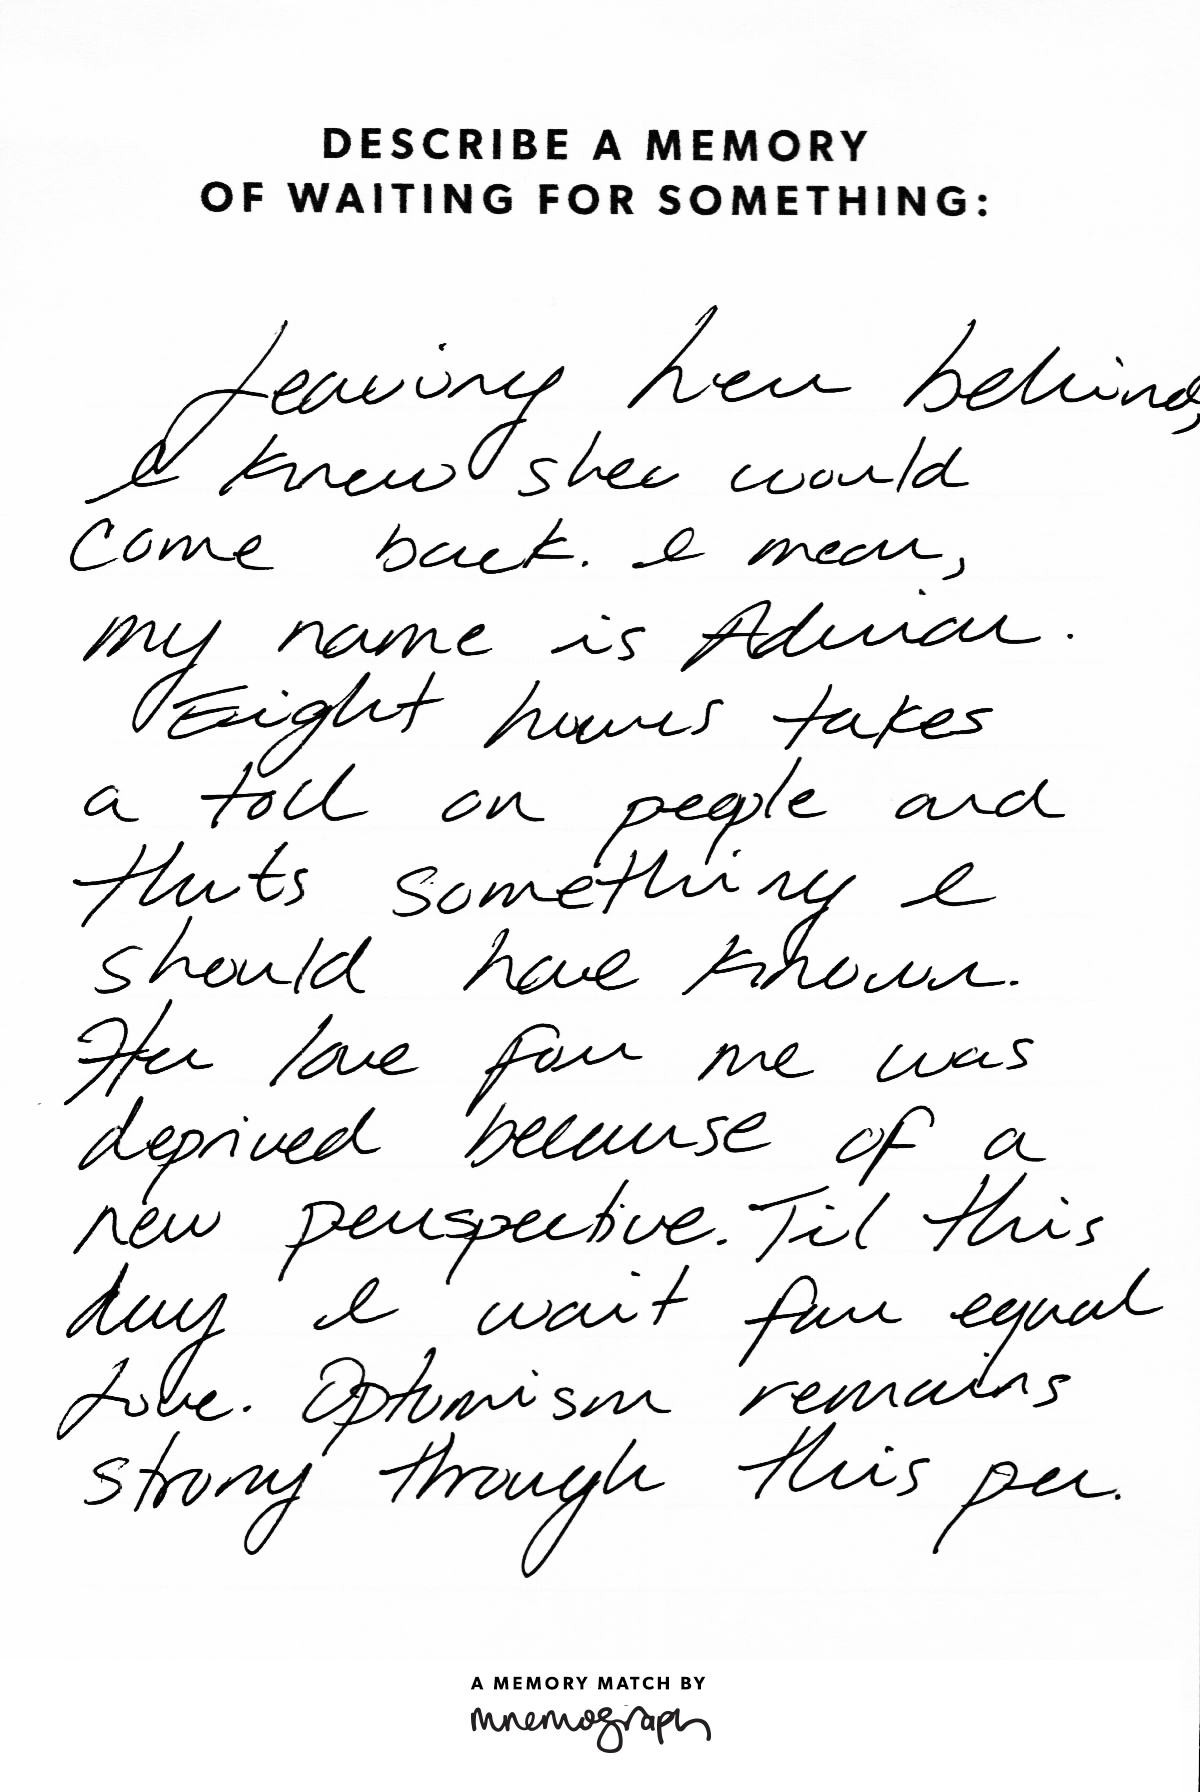 DESCRIBE A MEMORY
OF WAITING FOR SOMETHING:
Leaving her behind,
I knew shee would
come back. I mean,
my name is Adrian.
Eight hours takes
a toll on people and
thats something I
should have known.
Her love for me was
deprived because of a
new perspective. Til this
day I wait for equal
Love. Optomism remains
strong through this pen.
A MEMORY MATCH BY
mnemograph